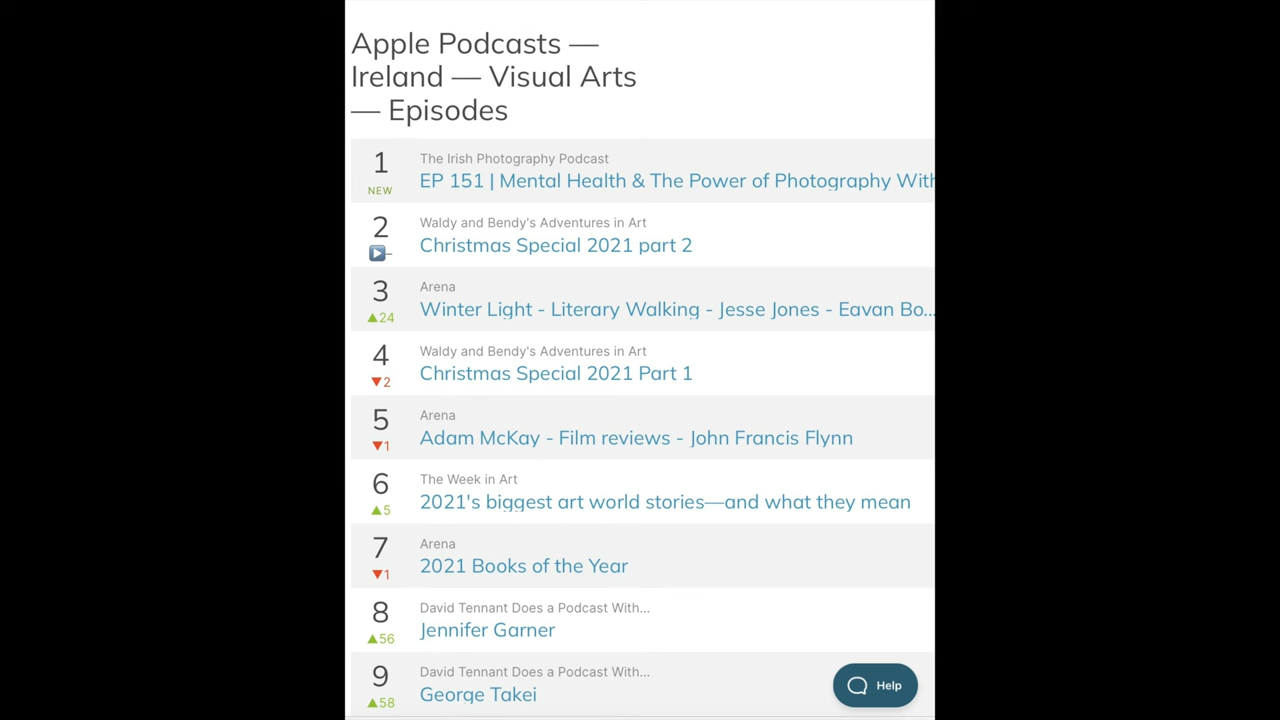 Apple Podcasts —
Ireland — Visual Arts
— Episodes
1
The Irish Photography Podcast
NEW
EP 151 | Mental Health & The Power of Photography With
2
Waldy and Bendy's Adventures in Art
Christmas Special 2021 part 2
3
Arena
▲24
Winter Light - Literary Walking - Jesse Jones - Eavan Bo...
4
Waldy and Bendy's Adventures in Art
▼2
Christmas Special 2021 Part 1
5
Arena
▼1
Adam McKay - Film reviews - John Francis Flynn
6
The Week in Art
▲5
2021's biggest art world stories—and what they mean
7
Arena
▼1
2021 Books of the Year
8
David Tennant Does a Podcast With...
▲56
Jennifer Garner
9
David Tennant Does a Podcast With...
▲58
George Takei
Help